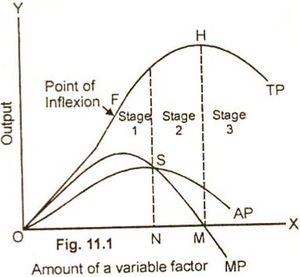 Y
H
Point of
Inflexion
F
TP
Stage
1
Stage
2
Stage
3
Output
S
AP
O
Fig. 11.1
N
M
X
MP
Amount of a variable factor